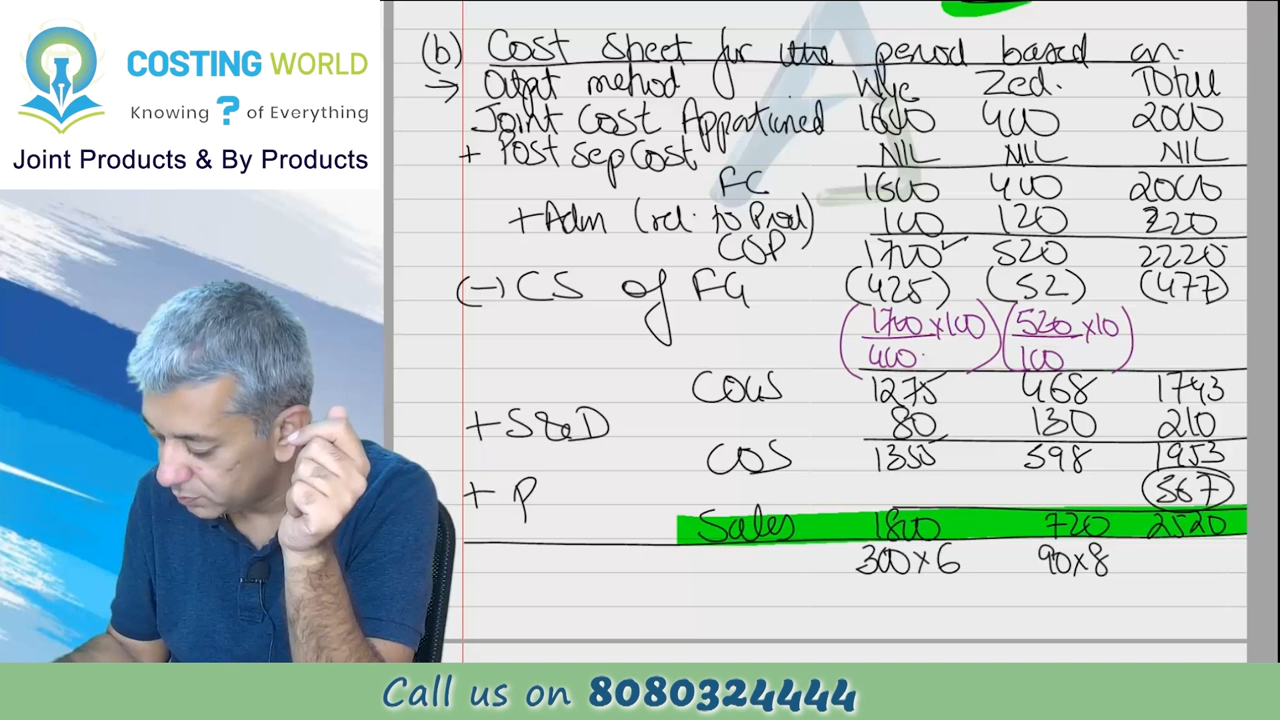 COSTING WORLD
Knowing ? of Everything
Joint Products & By Products
(b) Cost Sheet for the period based on
→ Output method Wye Zed. Total
Joint Cost Apportioned 1600 400 2000
+ Post Sep Cost NIL NIL NIL
FC 1600 400 2000
+ Adm (rel. to Prod) 100 120 220
COP 1700 520 2220
(-) CS of FG (425) (52) (477)
(1700 × 100 / 400) (520 × 10 / 100)
COGS 1275 468 1743
+ S&D 80 130 210
COS 1355 598 1953
+ P 567
Sales 1800 720 2520
300 × 6 90 × 8
Call us on 8080324444